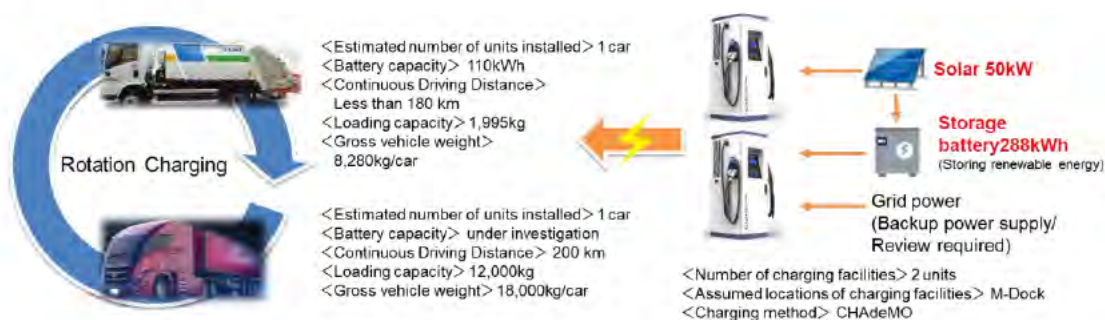 Rotation Charging
<Estimated number of units installed> 1 car
<Battery capacity> 110kWh
<Continuous Driving Distance>
Less than 180 km
<Loading capacity> 1,995kg
<Gross vehicle weight>
8,280kg/car
<Estimated number of units installed> 1 car
<Battery capacity> under investigation
<Continuous Driving Distance> 200 km
<Loading capacity> 12,000kg
<Gross vehicle weight> 18,000kg/car
Solar 50kW
Storage
battery288kWh
(Storing renewable energy)
Grid power
(Backup power supply/
Review required)
<Number of charging facilities> 2 units
<Assumed locations of charging facilities> M-Dock
<Charging method> CHAdeMO